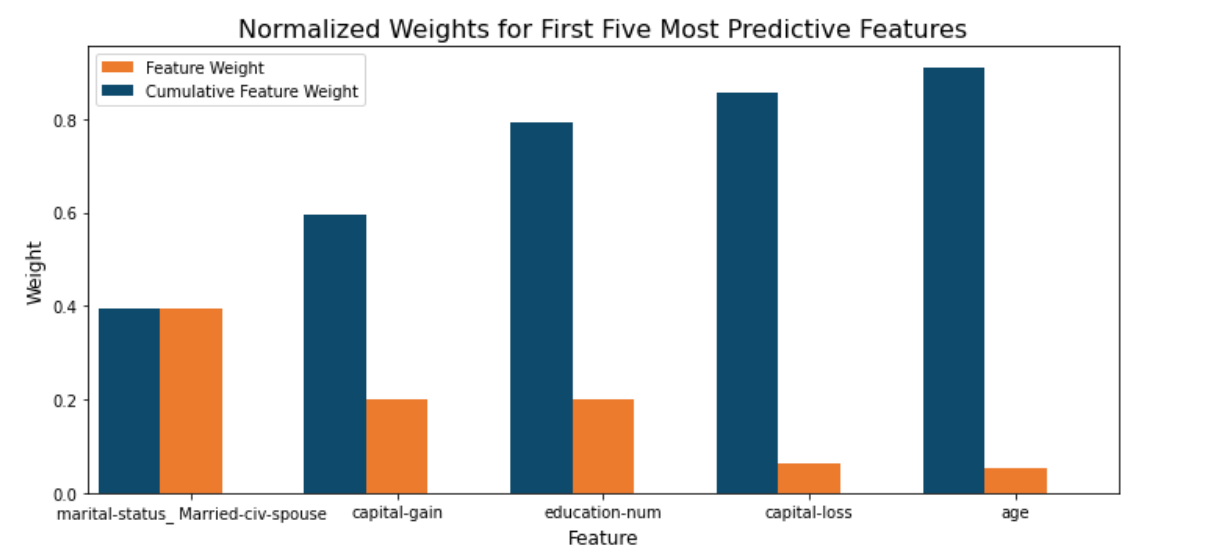 Normalized Weights for First Five Most Predictive Features
Feature Weight
Cumulative Feature Weight
0.8
0.6
0.4
0.2
0.0
Weight
marital-status_ Married-civ-spouse
capital-gain
education-num
capital-loss
age
Feature